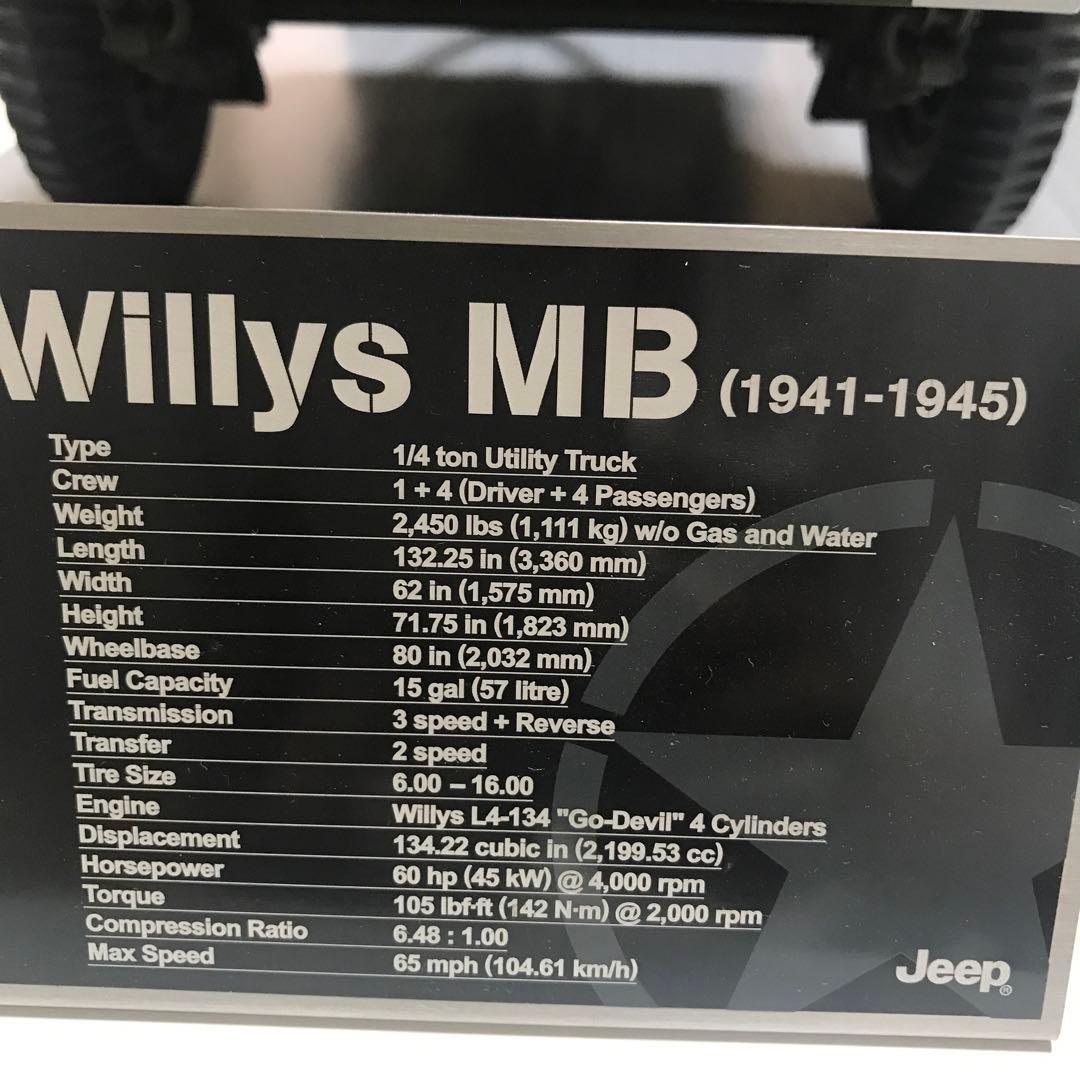 Willys MB (1941-1945)
Type 1/4 ton Utility Truck
Crew 1 + 4 (Driver + 4 Passengers)
Weight 2,450 lbs (1,111 kg) w/o Gas and Water
Length 132.25 in (3,360 mm)
Width 62 in (1,575 mm)
Height 71.75 in (1,823 mm)
Wheelbase 80 in (2,032 mm)
Fuel Capacity 15 gal (57 litre)
Transmission 3 speed + Reverse
Transfer 2 speed
Tire Size 6.00 – 16.00
Engine Willys L4-134 "Go-Devil" 4 Cylinders
Displacement 134.22 cubic in (2,199.53 cc)
Horsepower 60 hp (45 kW) @ 4,000 rpm
Torque 105 lbf-ft (142 N·m) @ 2,000 rpm
Compression Ratio 6.48 : 1.00
Max Speed 65 mph (104.61 km/h)
Jeep®